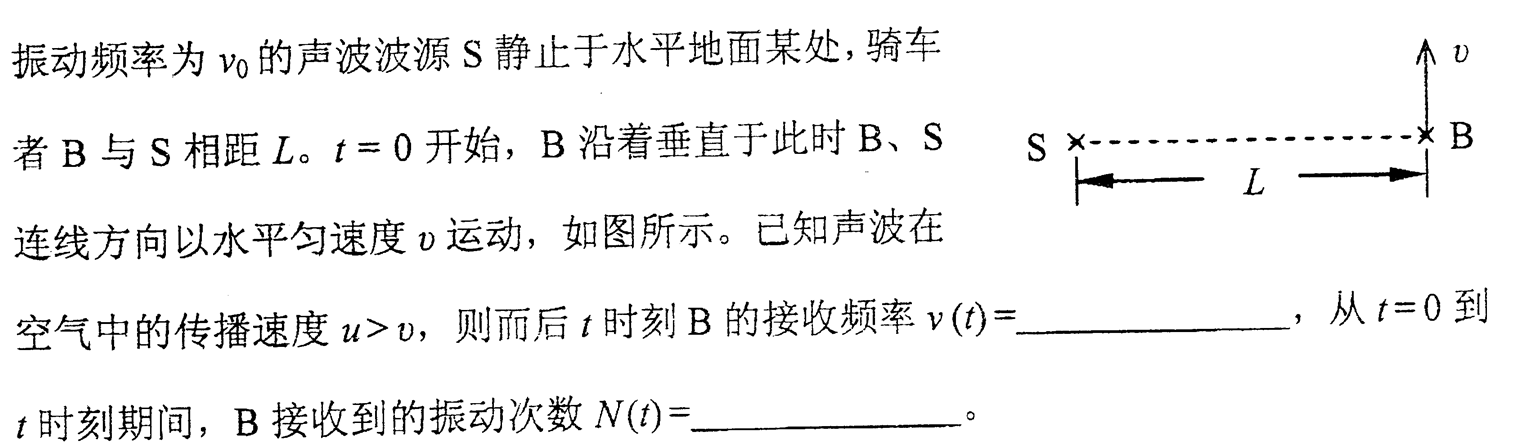 振动频率为 ν₀ 的声波波源 S 静止于水平地面某处,骑车
者 B 与 S 相距 L。t = 0 开始，B 沿着垂直于此时 B、S
连线方向以水平匀速度 υ 运动，如图所示。已知声波在
空气中的传播速度 u > υ，则而后 t 时刻 B 的接收频率 ν(t)=____________，从 t=0 到
t 时刻期间，B 接收到的振动次数 N(t)=____________。
υ
S
B
L